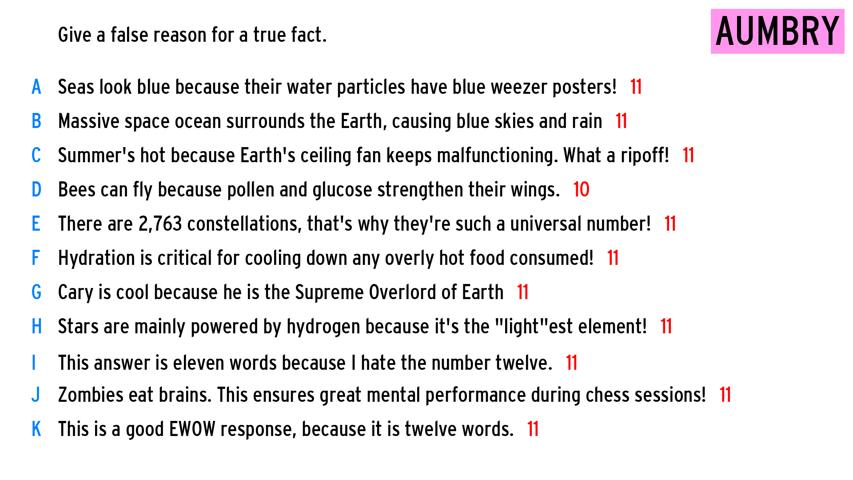 Give a false reason for a true fact.
AUMBRY
A Seas look blue because their water particles have blue weezer posters! 11
B Massive space ocean surrounds the Earth, causing blue skies and rain 11
C Summer's hot because Earth's ceiling fan keeps malfunctioning. What a ripoff! 11
D Bees can fly because pollen and glucose strengthen their wings. 10
E There are 2,763 constellations, that's why they're such a universal number! 11
F Hydration is critical for cooling down any overly hot food consumed! 11
G Cary is cool because he is the Supreme Overlord of Earth 11
H Stars are mainly powered by hydrogen because it's the "light"est element! 11
I This answer is eleven words because I hate the number twelve. 11
J Zombies eat brains. This ensures great mental performance during chess sessions! 11
K This is a good EWOW response, because it is twelve words. 11